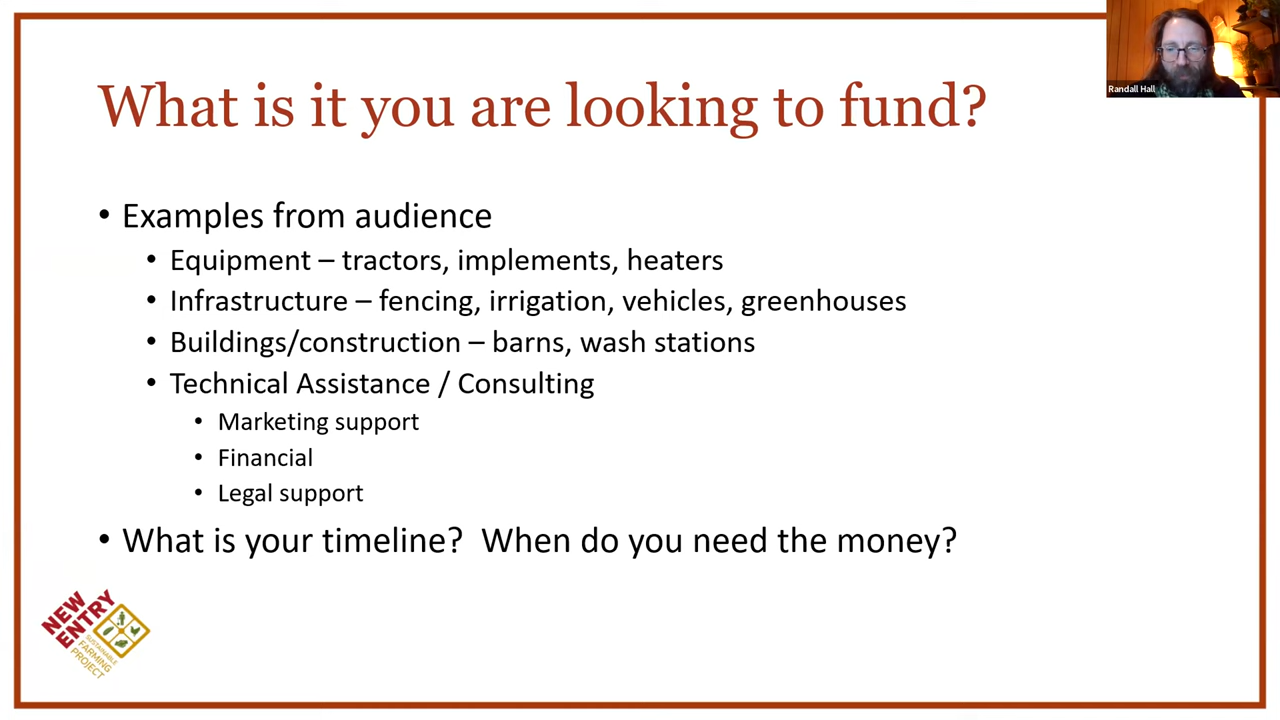 What is it you are looking to fund?
Randall Hall
• Examples from audience
• Equipment – tractors, implements, heaters
• Infrastructure – fencing, irrigation, vehicles, greenhouses
• Buildings/construction – barns, wash stations
• Technical Assistance / Consulting
• Marketing support
• Financial
• Legal support
• What is your timeline?  When do you need the money?
NEW
ENTRY
SUSTAINABLE
FARMING
PROJECT